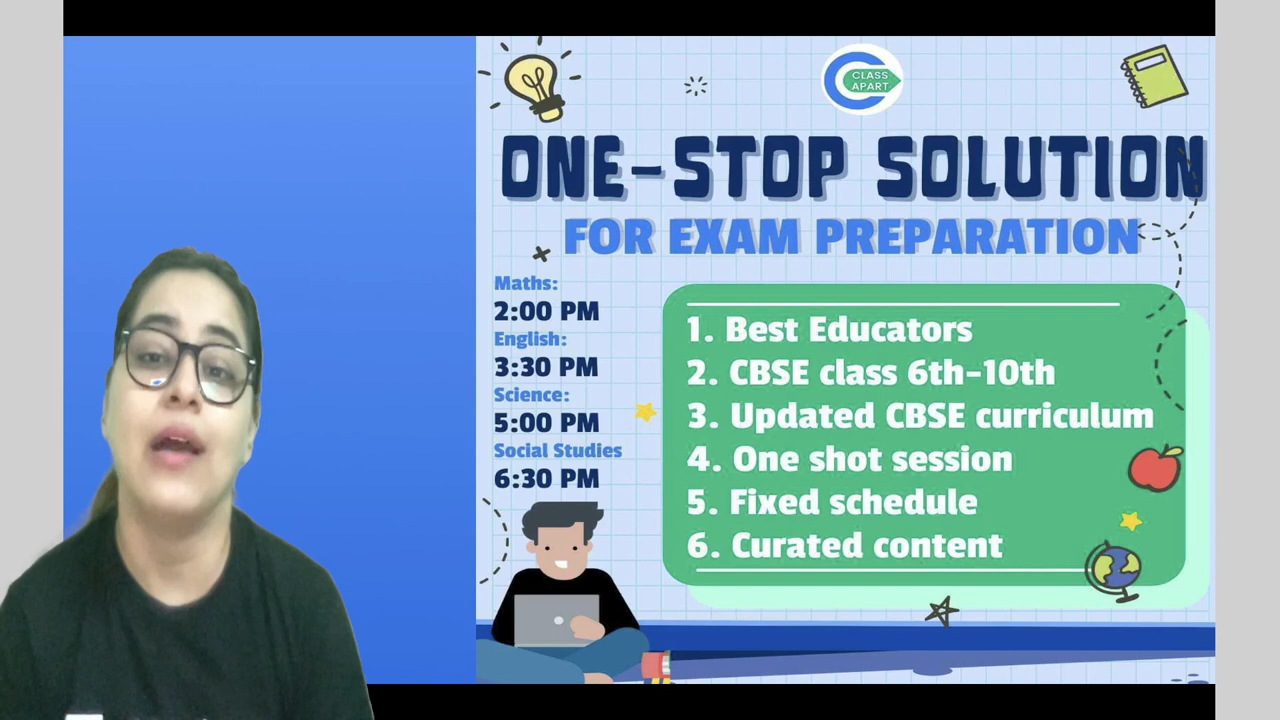 CLASS
APART
ONE-STOP SOLUTION
FOR EXAM PREPARATION
Maths:
2:00 PM
English:
3:30 PM
Science:
5:00 PM
Social Studies
6:30 PM
1. Best Educators
2. CBSE class 6th-10th
3. Updated CBSE curriculum
4. One shot session
5. Fixed schedule
6. Curated content